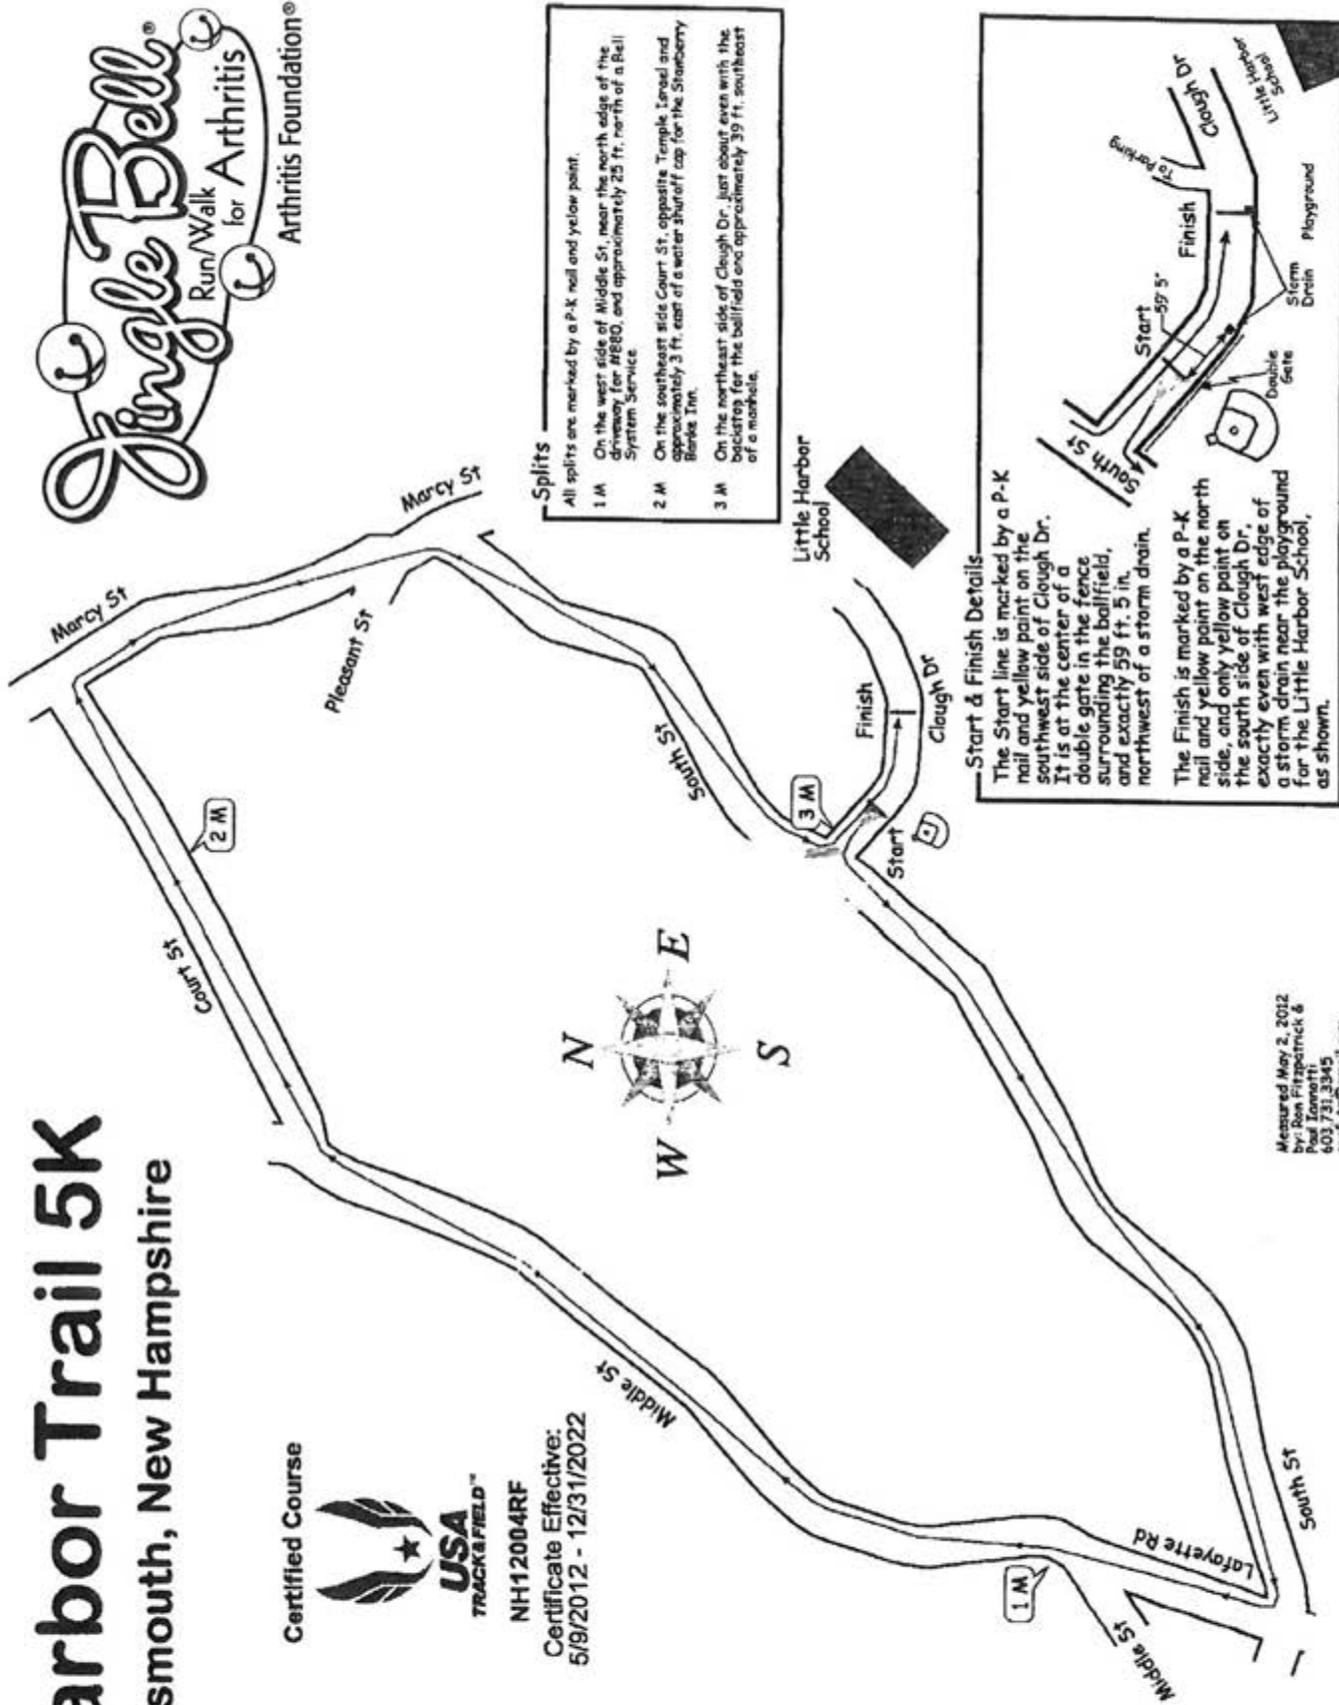 arbor Trail 5K
smouth, New Hampshire
Jingle Bell®
Run/Walk
for Arthritis
Arthritis Foundation®
Certified Course
USA
TRACK&FIELD™
NH12004RF
Certificate Effective:
5/9/2012 - 12/31/2022
Splits
All splits are marked by a P-K nail and yelow paint.
1 M On the west side of Middle St, near the north edge of the
driveway for #880, and approximately 25 ft. north of a Bell
System Service
2 M On the southeast side Court St, opposite Temple Israel and
approximately 3 ft. east of a water shutoff cap for the Stawberry
Banke Inn.
3 M On the northeast side of Clough Dr, just about even with the
backstop for the ballfield and approximately 39 ft. southeast
of a manhole.
Marcy St
Marcy St
Pleasant St
Court St
2 M
South St
Little Harbor
School
Finish
Clough Dr
3 M
Start
N
W
E
S
Middle St
1 M
Middle St
Lafayette Rd
South St
Start & Finish Details
The Start line is marked by a P-K
nail and yellow paint on the
southwest side of Clough Dr.
It is at the center of a
double gate in the fence
surrounding the ballfield,
and exactly 59 ft. 5 in.
northwest of a storm drain.
The Finish is marked by a P-K
nail and yellow paint on the north
side, and only yellow paint on
the south side of Clough Dr,
exactly even with west edge of
a storm drain near the playground
for the Little Harbor School,
as shown.
South St
Start
59' 5"
Finish
To Parking
Clough Dr
Little Harbor
School
Double
Gate
Storm
Drain
Playground
Measured May 2, 2012
by: Ron Fitzpatrick &
Paul Iannotti
603.731.3345